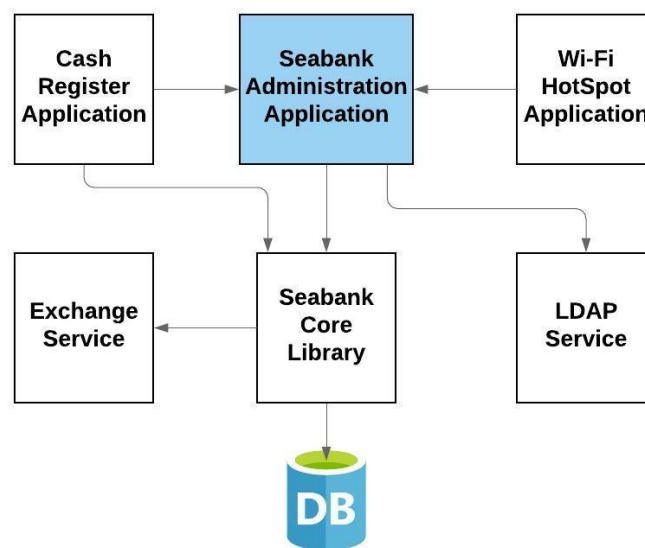 Cash
Register
Application
Seabank
Administration
Application
Wi-Fi
HotSpot
Application
Exchange
Service
Seabank
Core
Library
LDAP
Service
DB